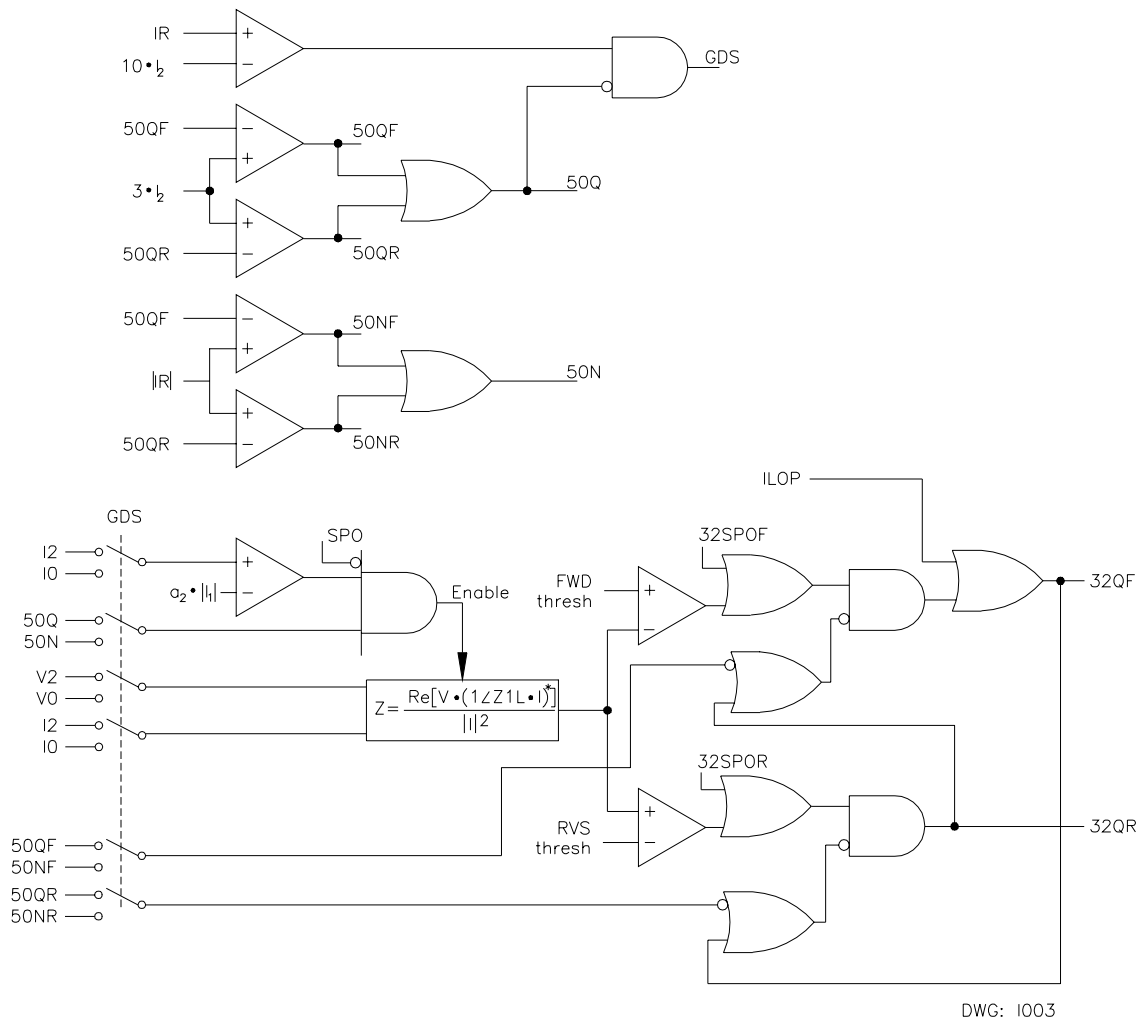 IR
10•I2
GDS
50QF
50QF
3•I2
50Q
50QR
50QR
50QF
50NF
|IR|
50N
50QR
50NR
ILOP
GDS
SPO
32SPOF
I2
I0
a2•|I1|
Enable
FWD
thresh
32QF
50Q
50N
V2
V0
Z= Re[V•(1∠Z1L•I)*]
|I|2
I2
I0
32SPOR
RVS
thresh
32QR
50QF
50NF
50QR
50NR
DWG: I003
+
−
−
+
+
−
−
+
+
−
+
−
+
−
+
−